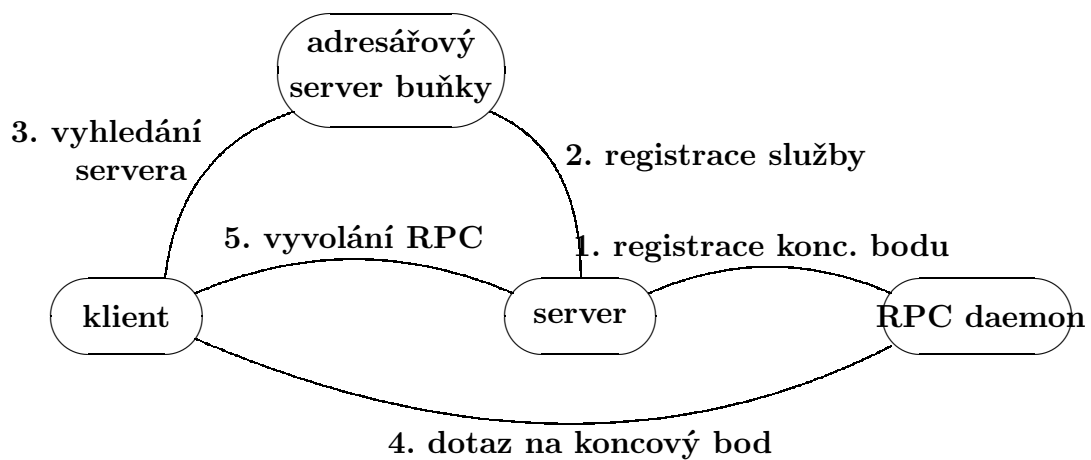 adresářový
server buňky
3. vyhledání
servera
2. registrace služby
5. vyvolání RPC
1. registrace konc. bodu
klient
server
RPC daemon
4. dotaz na koncový bod